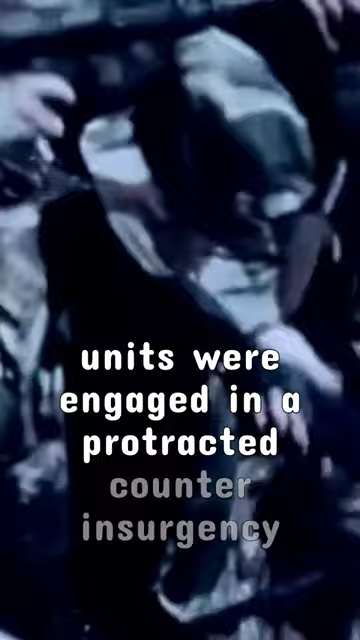 units were
engaged in a
protracted
counter
insurgency